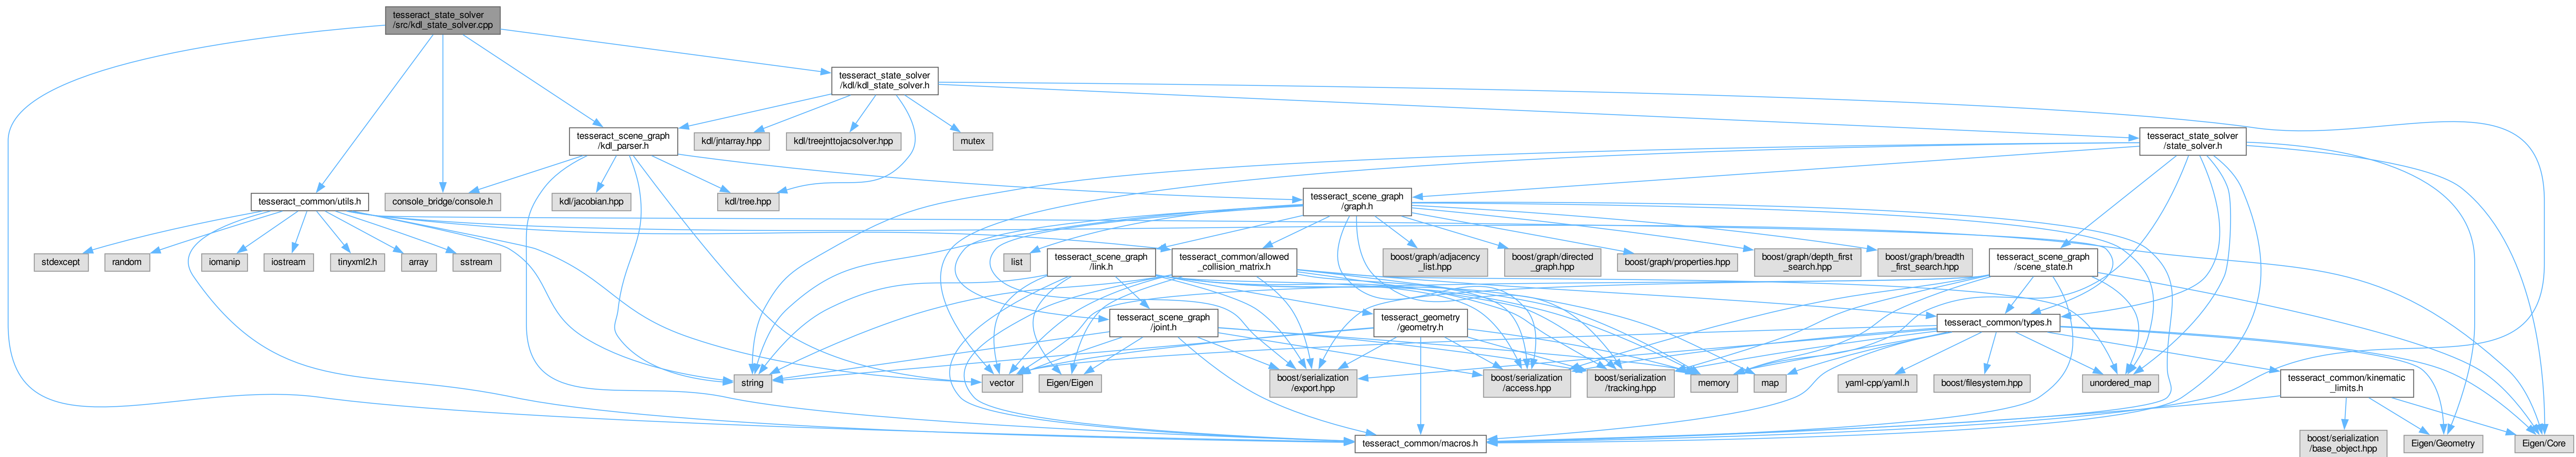 tesseract_state_solver
/src/kdl_state_solver.cpp
tesseract_state_solver
/kdl/kdl_state_solver.h
tesseract_scene_graph
/kdl_parser.h
kdl/jntarray.hpp
kdl/treejnttojacsolver.hpp
mutex
tesseract_state_solver
/state_solver.h
tesseract_common/utils.h
console_bridge/console.h
kdl/jacobian.hpp
kdl/tree.hpp
tesseract_scene_graph
/graph.h
stdexcept
random
iomanip
iostream
tinyxml2.h
array
sstream
list
tesseract_scene_graph
/link.h
tesseract_common/allowed
_collision_matrix.h
boost/graph/adjacency
_list.hpp
boost/graph/directed
_graph.hpp
boost/graph/properties.hpp
boost/graph/depth_first
_search.hpp
boost/graph/breadth
_first_search.hpp
tesseract_scene_graph
/scene_state.h
tesseract_scene_graph
/joint.h
tesseract_geometry
/geometry.h
tesseract_common/types.h
string
vector
Eigen/Eigen
boost/serialization
/export.hpp
boost/serialization
/access.hpp
boost/serialization
/tracking.hpp
memory
map
yaml-cpp/yaml.h
boost/filesystem.hpp
unordered_map
tesseract_common/kinematic
_limits.h
tesseract_common/macros.h
boost/serialization
/base_object.hpp
Eigen/Geometry
Eigen/Core